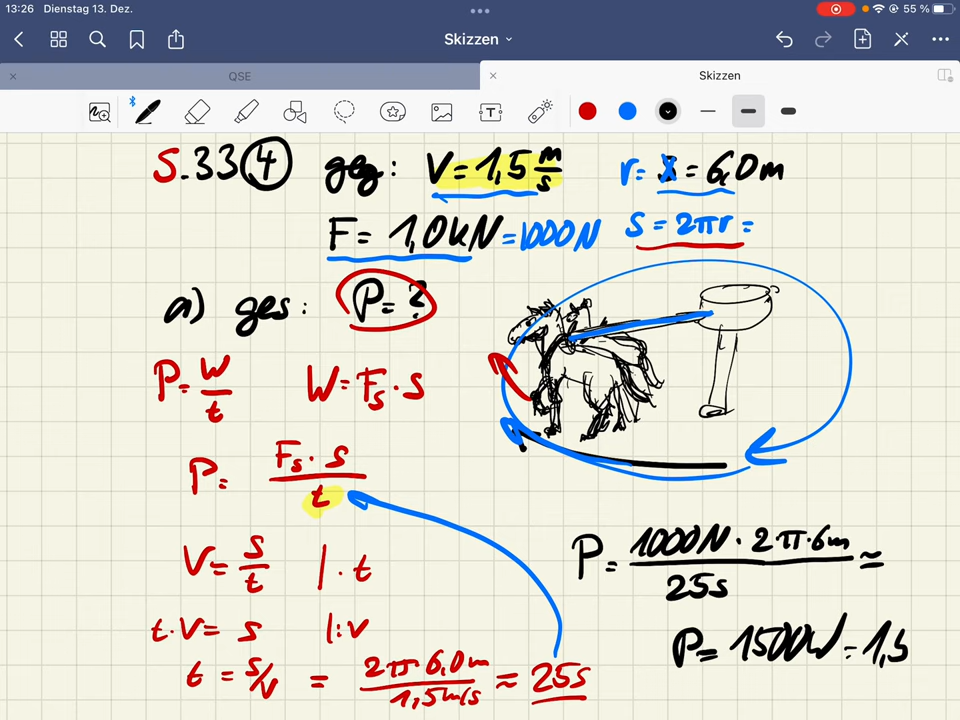 13:26 Dienstag 13. Dez.
55 %
Skizzen
QSE
Skizzen
S.33 4 geg: V = 1,5 m/s r = = 6,0m
F = 1,0kN = 1000N s = 2πr =
a) ges: P = ?
P = W/t W = Fs · s
P = Fs · s / t
V = s/t | · t
t · V = s | : V
t = s/v = 2π 6,0m / 1,5m/s ≈ 25s
P = 1000N · 2π · 6m / 25s ≈
P = 1500W = 1,5